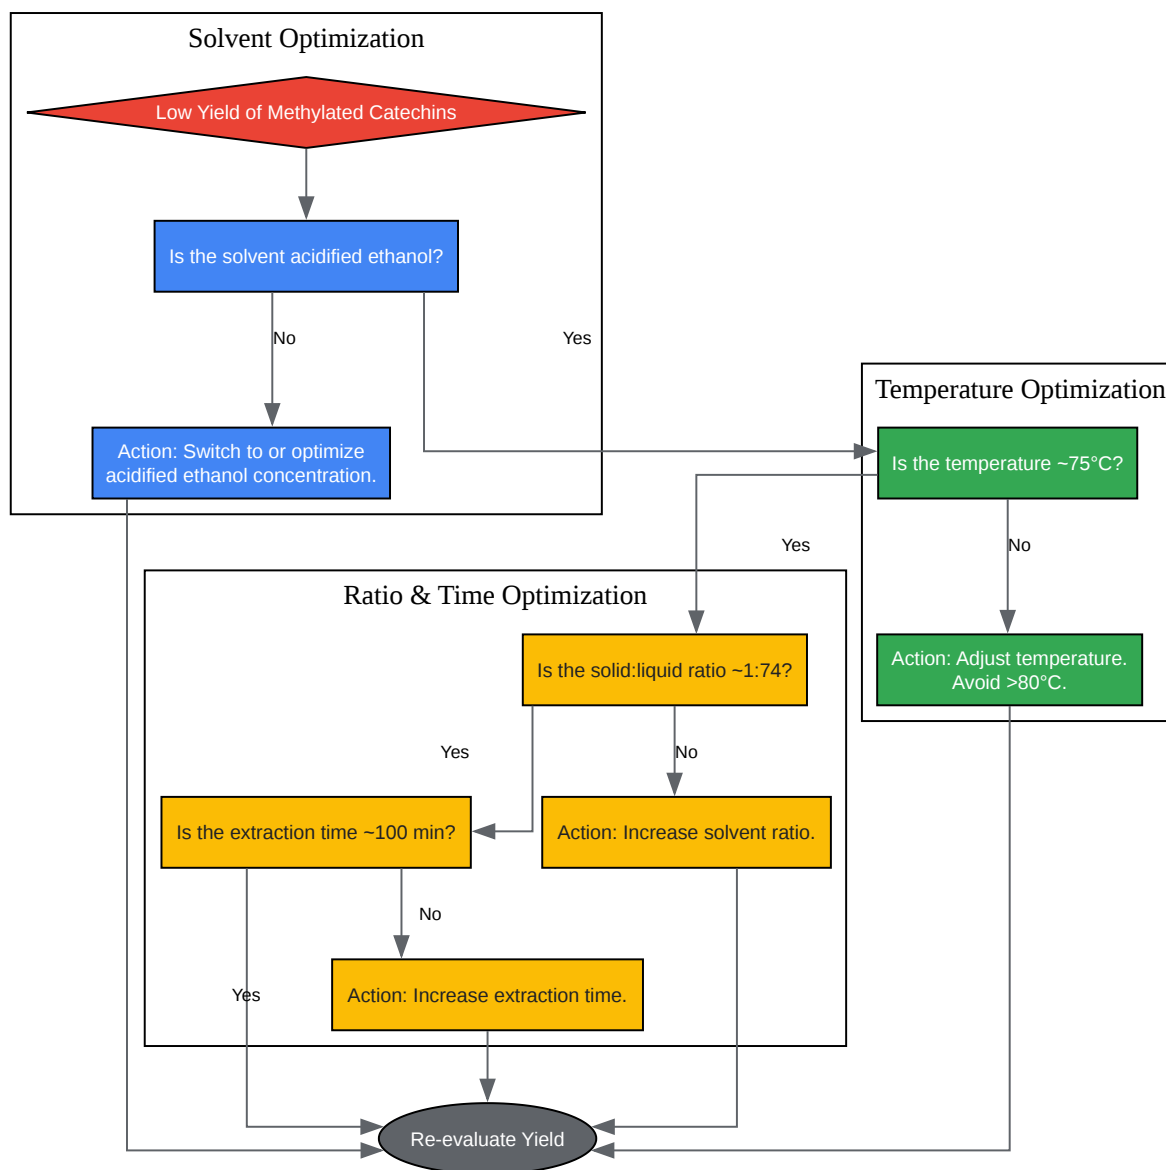 Solvent Optimization
Low Yield of Methylated Catechins
Is the solvent acidified ethanol?
No
Yes
Action: Switch to or optimize
acidified ethanol concentration.
Temperature Optimization
Is the temperature ~75°C?
Yes
No
Action: Adjust temperature.
Avoid >80°C.
Ratio & Time Optimization
Is the solid:liquid ratio ~1:74?
Yes
No
Is the extraction time ~100 min?
Action: Increase solvent ratio.
No
Yes
Action: Increase extraction time.
Re-evaluate Yield